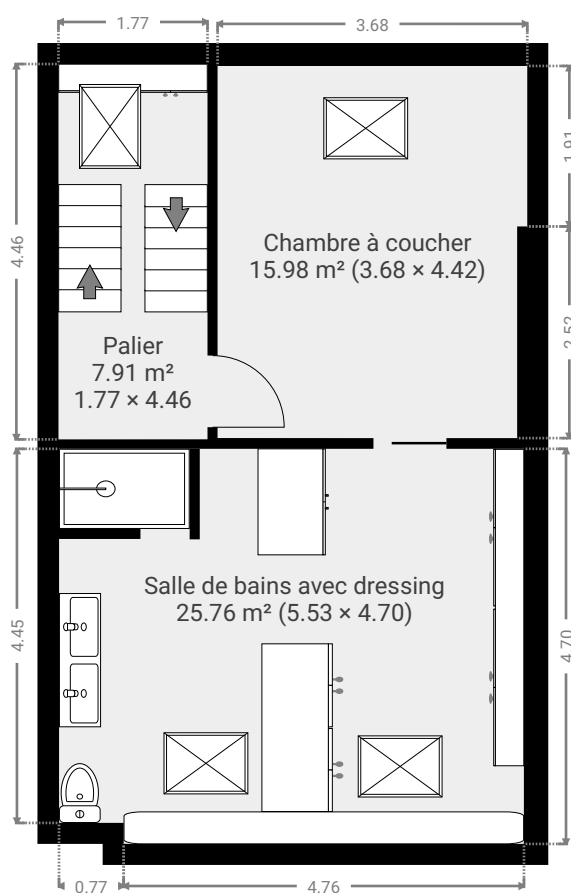 1.77
3.68
1.91
4.46
Chambre à coucher
15.98 m² (3.68 × 4.42)
2.52
Palier
7.91 m²
1.77 × 4.46
Salle de bains avec dressing
25.76 m² (5.53 × 4.70)
4.45
4.70
0.77
4.76